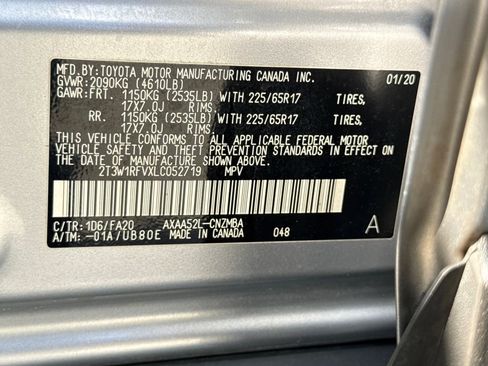 MFD.BY:TOYOTA MOTOR MANUFACTURING CANADA INC. 01/20
GVWR:2090KG (4610LB)
GAWR:FRT. 1150KG (2535LB) WITH 225/65R17 TIRES,
17X7.0J RIMS
RR. 1150KG (2535LB) WITH 225/65R17 TIRES,
17X7.0J RIMS
THIS VEHICLE CONFORMS TO ALL APPLICABLE FEDERAL MOTOR
VEHICLE SAFETY AND THEFT PREVENTION STANDARDS IN EFFECT
ON THE DATE OF MANUFACTURE SHOWN ABOVE.
2T3W1RFVXLC052719 MPV
C/TR:1D6/FA20 AXAA52L-CNZMBA A
A/TM:-01A/UB80E MADE IN CANADA 048